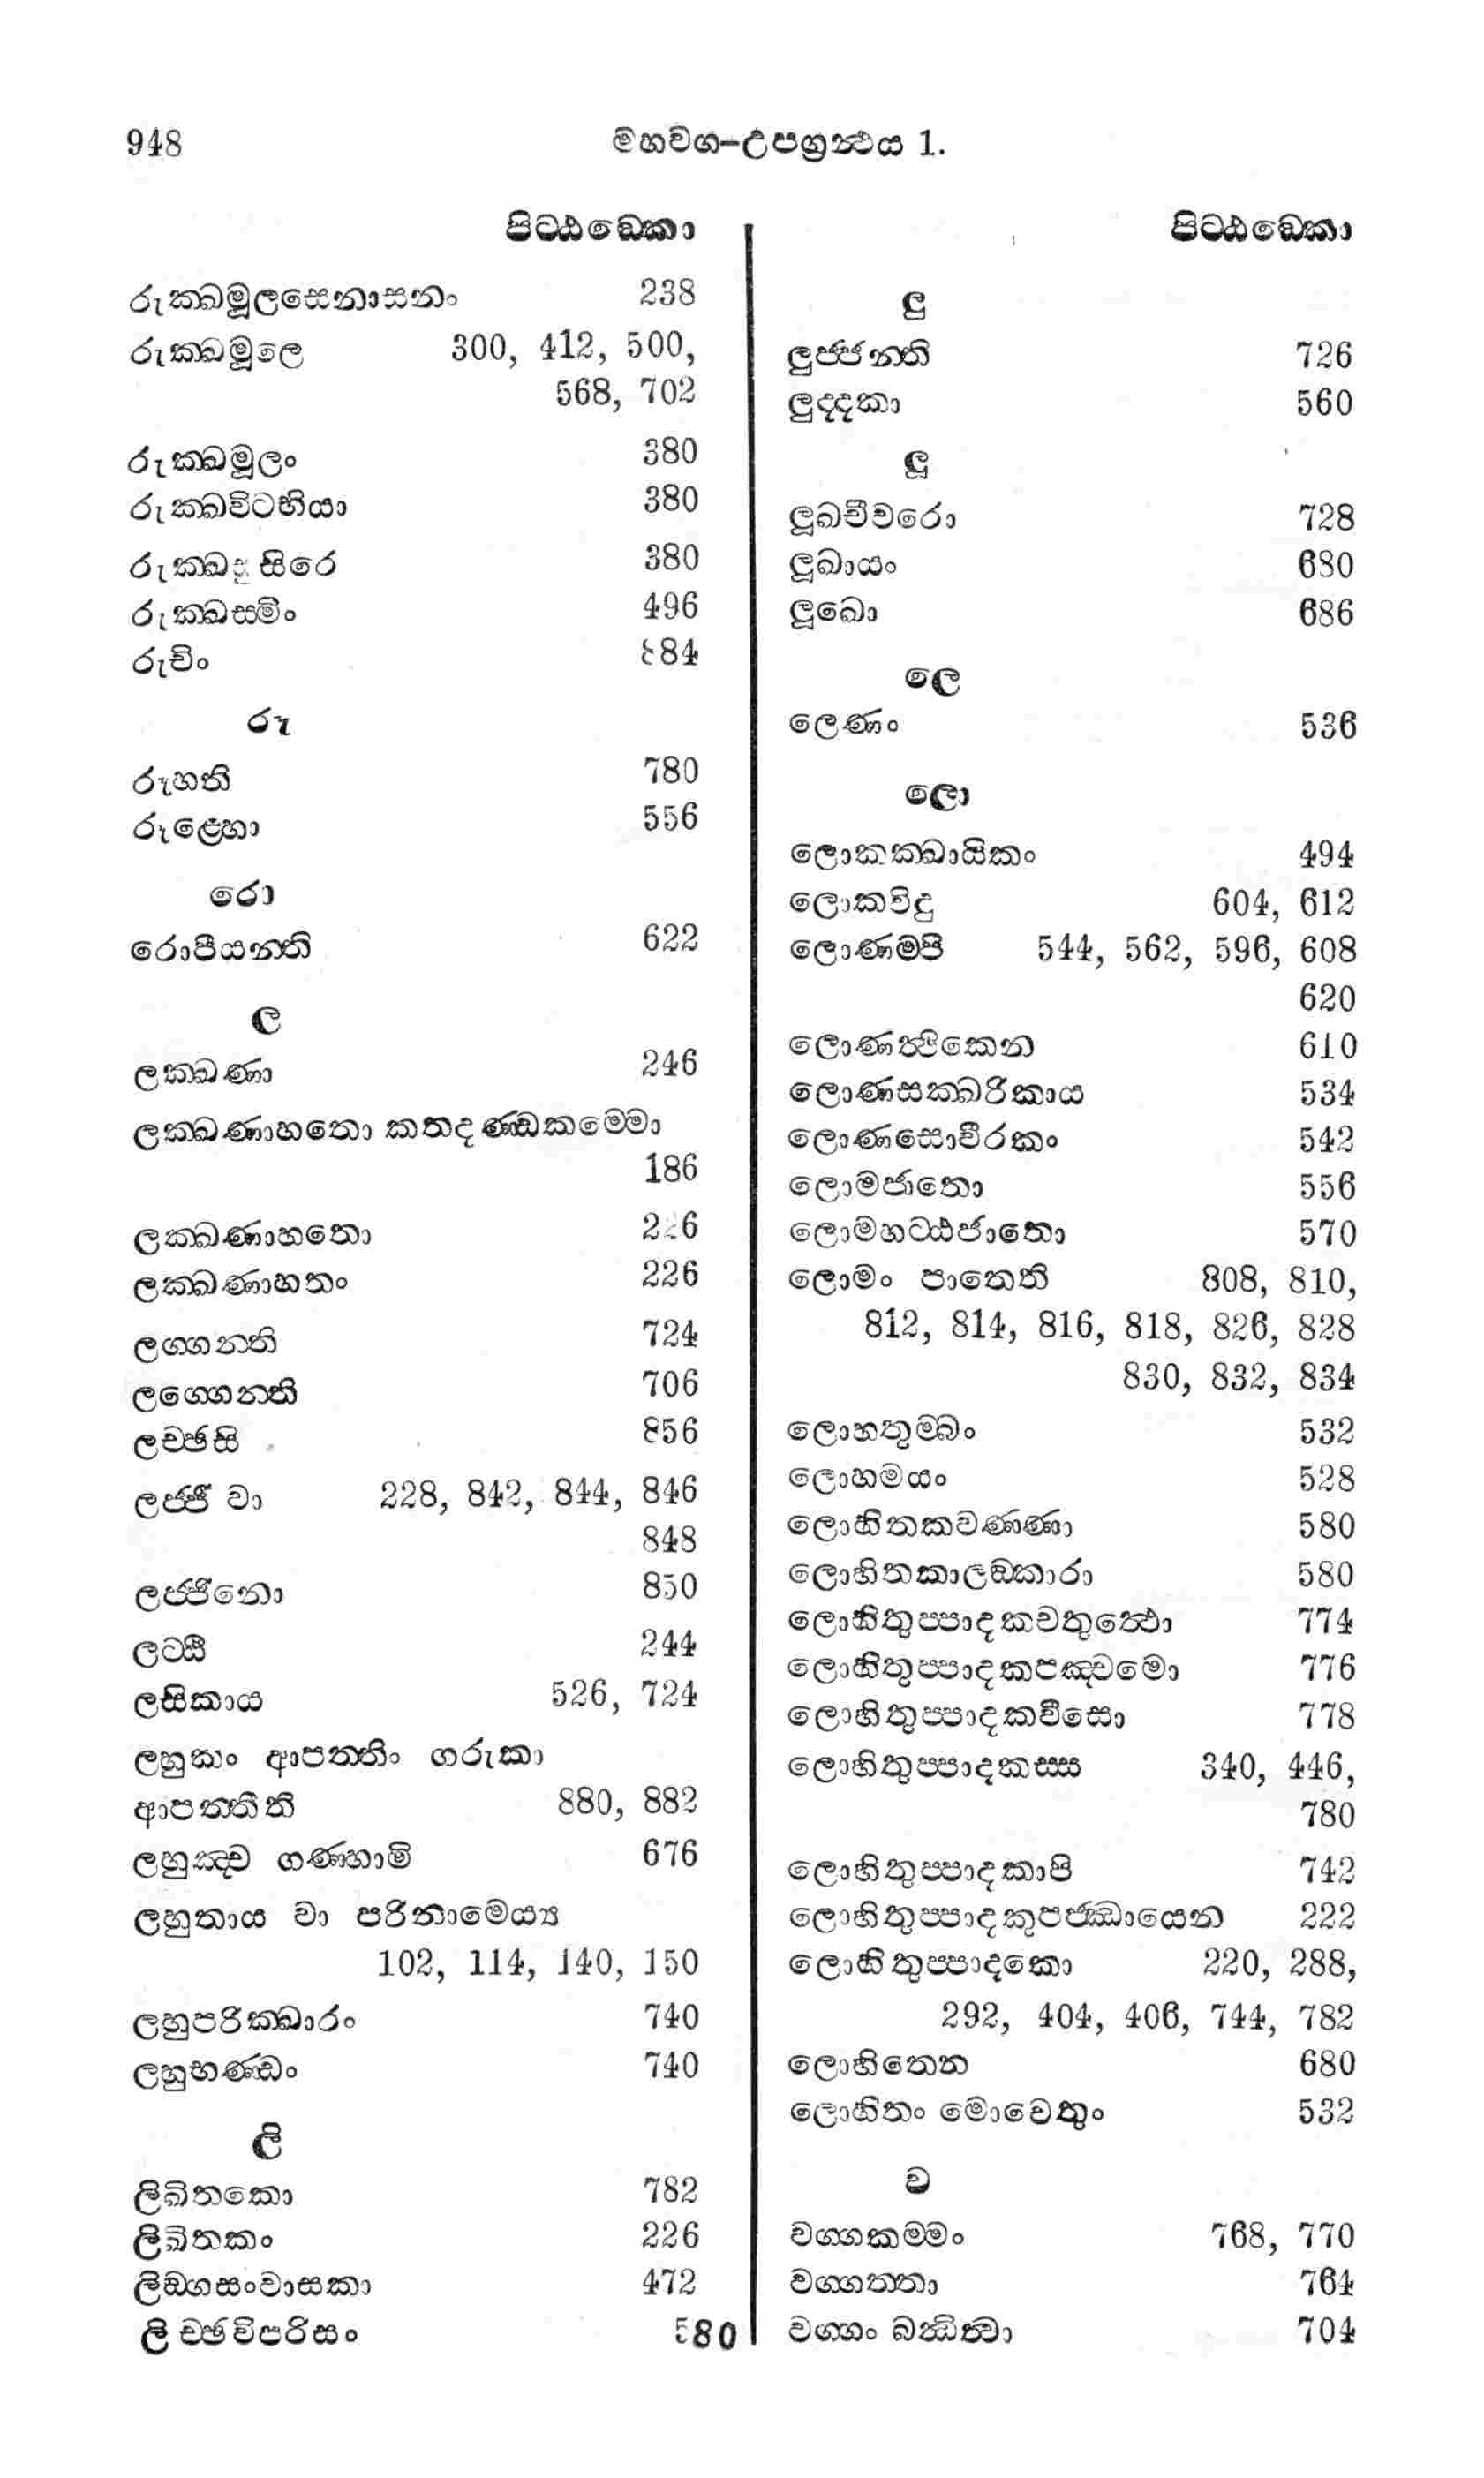 948 මහවග-උපග්‍රන්‍ථය 1.
පිට්ඨඞ්කො
රුක්ඛමූලසෙනාසනං 238
රුක්ඛමූලෙ 300, 412, 500,
568, 702
රුක්ඛමූලං 380
රුක්ඛවිටභියා 380
රුක්ඛසුසිරෙ 380
රුක්ඛස්මිං 496
රුචිං 884
රූ
රූහති 780
රූළ්හො 556
රො
රොපීයන්ති 622
ල
ලක්ඛණා 246
ලක්ඛණාහතො කතදණ්ඩකම්මො
186
ලක්ඛණාහතො 226
ලක්ඛණාහතං 226
ලග්ගන්ති 724
ලග්ගෙන්ති 706
ලච්ඡසි 856
ලජ්ජී වා 228, 842, 844, 846
848
ලජ්ජිනො 850
ලට්ඨි 244
ලසිකාය 526, 724
ලහුකං ආපත්තිං ගරුකා
ආපත්තීති 880, 882
ලහුඤ්ච ගණ්හාමි 676
ලහුතාය වා පරිනාමෙය්‍ය
102, 114, 140, 150
ලහුපරික්ඛාරං 740
ලහුභණ්ඩං 740
ලි
ලිඛිතකො 782
ලිඛිතකං 226
ලිඞ්ගසංවාසකා 472
ලිච්ඡවිපරිසං 580
පිට්ඨඞ්කො
ලු
ලුජ්ජන්ති 726
ලුද්දකා 560
ලූ
ලූඛචීවරො 728
ලූඛායං 680
ලූඛො 686
ලෙ
ලෙණං 536
ලො
ලොකක්ඛායිකං 494
ලොකවිදු 604, 612
ලොණම්පි 544, 562, 596, 608
620
ලොණත්‍ථිකෙන 610
ලොණසක්ඛරිකාය 534
ලොණසොවීරකං 542
ලොමජාතො 556
ලොමහට්ඨජාතො 570
ලොමං පාතෙති 808, 810,
812, 814, 816, 818, 826, 828
830, 832, 834
ලොහතුම්බං 532
ලොහමයං 528
ලොහිතකවණ්ණා 580
ලොහිතකාලඞ්කාරා 580
ලොහිතුප්පාදකචතුත්‍ථො 774
ලොහිතුප්පාදකපඤ්චමො 776
ලොහිතුප්පාදකවීසො 778
ලොහිතුප්පාදකස්ස 340, 446,
780
ලොහිතුප්පාදකාපි 742
ලොහිතුප්පාදකුපජ්ඣායෙන 222
ලොහිතුප්පාදකො 220, 288,
292, 404, 406, 744, 782
ලොහිතෙන 680
ලොහිතං මොචෙතුං 532
ව
වග්ගකම්මං 768, 770
වග්ගත්තා 764
වග්ගං බන්‍ධිත්‍වා 704